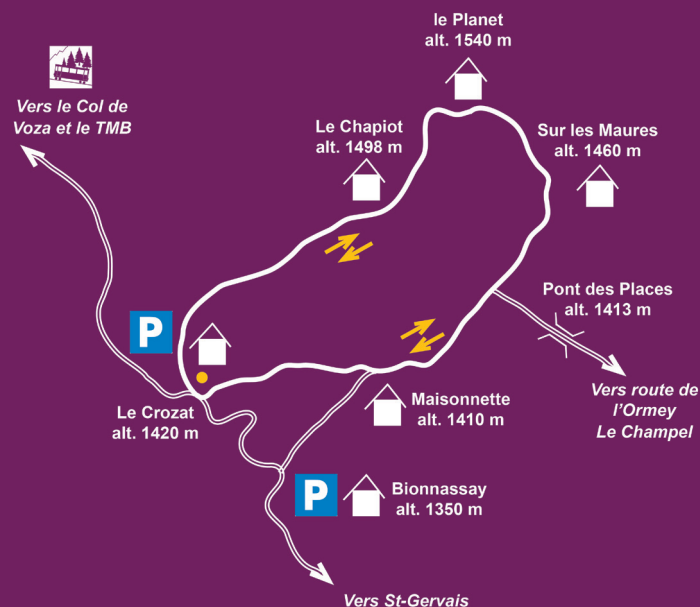 le Planet
alt. 1540 m
Vers le Col de
Voza et le TMB
Le Chapiot
alt. 1498 m
Sur les Maures
alt. 1460 m
Pont des Places
alt. 1413 m
P
Le Crozat
alt. 1420 m
Maisonnette
alt. 1410 m
Vers route de
l'Ormey
Le Champel
P
Bionnassay
alt. 1350 m
Vers St-Gervais